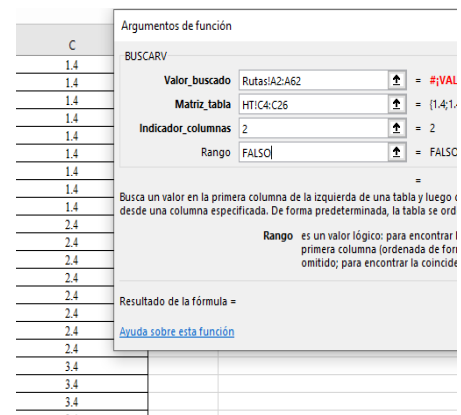 Argumentos de función
C
BUSCARV
Valor_buscado Rutas!A2:A62 = #¡VAL
Matriz_tabla HT!C4:C26 = {1.4;1.
Indicador_columnas 2 = 2
Rango FALSO = FALSO
=
Busca un valor en la primera columna de la izquierda de una tabla y luego
desde una columna especificada. De forma predeterminada, la tabla se ord
Rango es un valor lógico: para encontrar
primera columna (ordenada de for
omitido; para encontrar la coincide
Resultado de la fórmula =
Ayuda sobre esta función
1.4
1.4
1.4
1.4
1.4
1.4
1.4
1.4
1.4
2.4
2.4
2.4
2.4
2.4
2.4
2.4
2.4
3.4
3.4
3.4